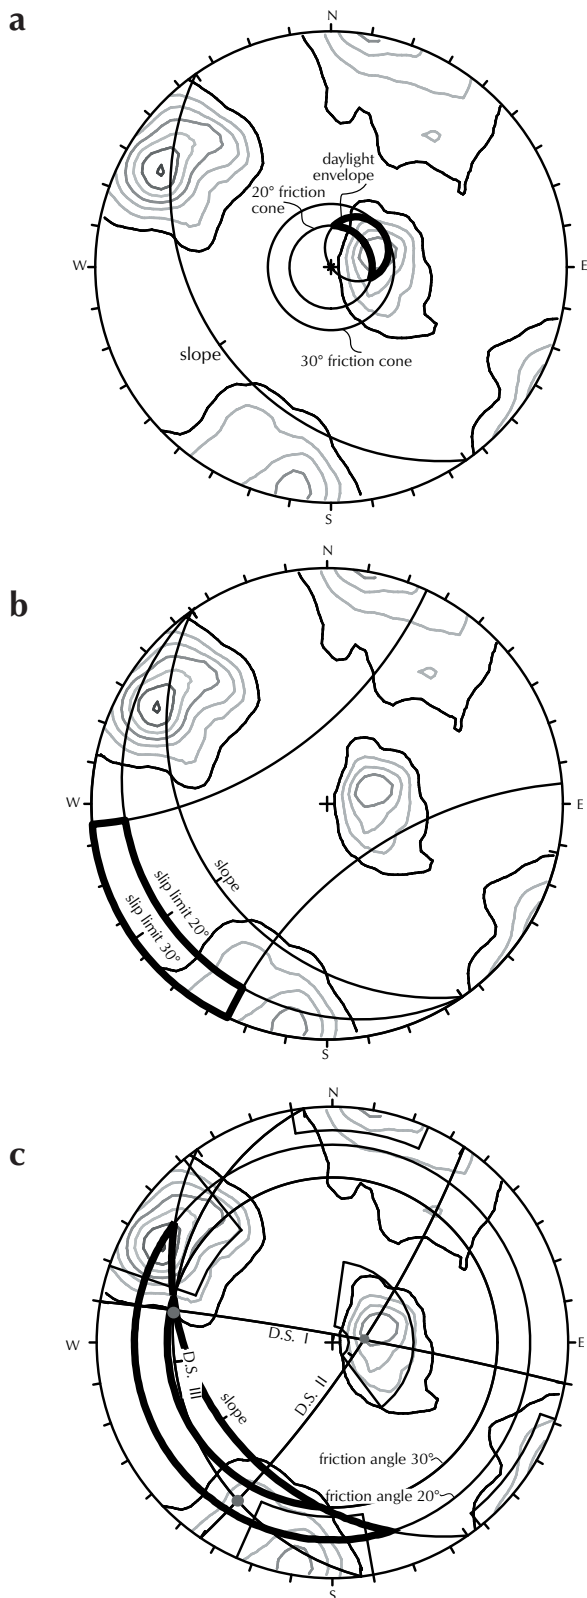 a
N
daylight
envelope
20° friction
cone
W
E
slope
30° friction cone
S
b
N
W
E
slope
slip limit 20°
slip limit 30°
S
c
N
W
E
D.S. I
D.S. III
D.S. II
slope
friction angle 30°
friction angle 20°
S